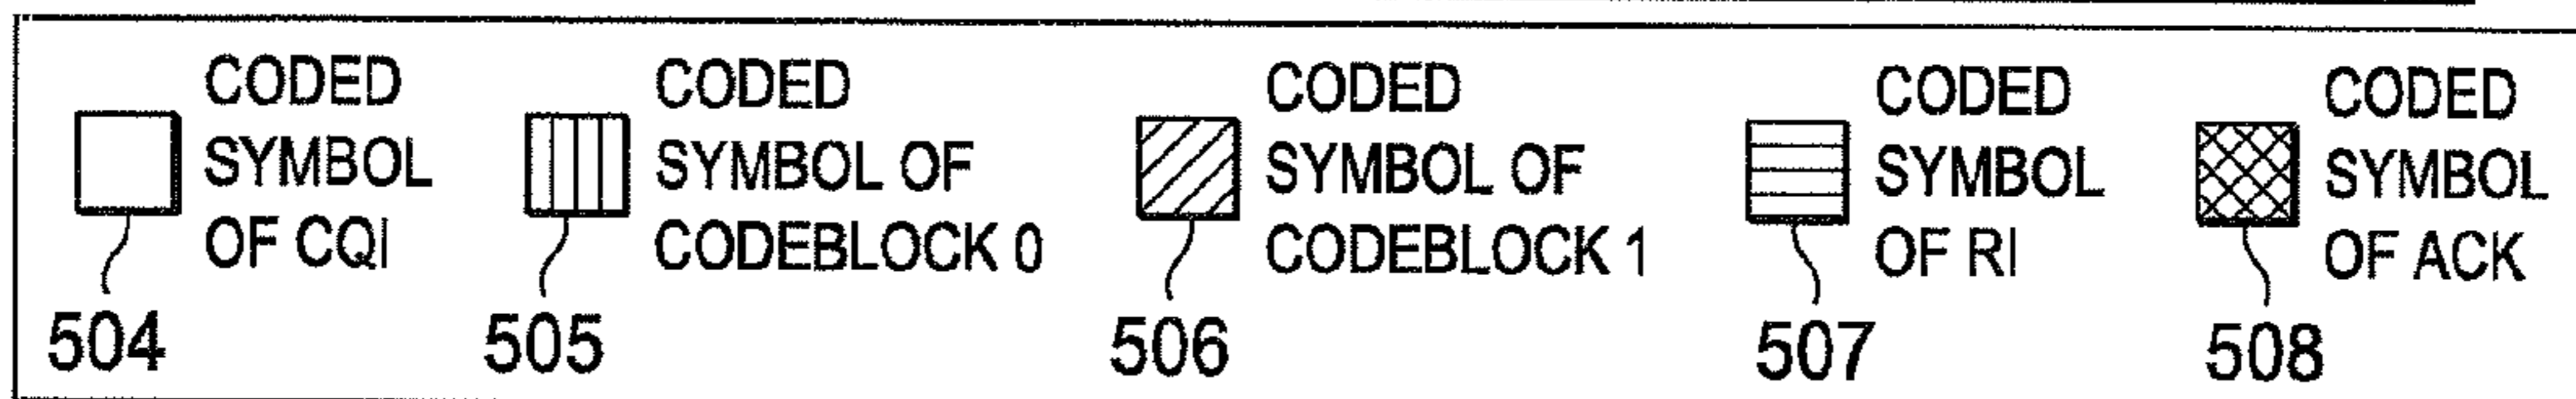 CODED
SYMBOL
OF CQI
504
CODED
SYMBOL OF
CODEBLOCK 0
505
CODED
SYMBOL OF
CODEBLOCK 1
506
CODED
SYMBOL
OF RI
507
CODED
SYMBOL
OF ACK
508